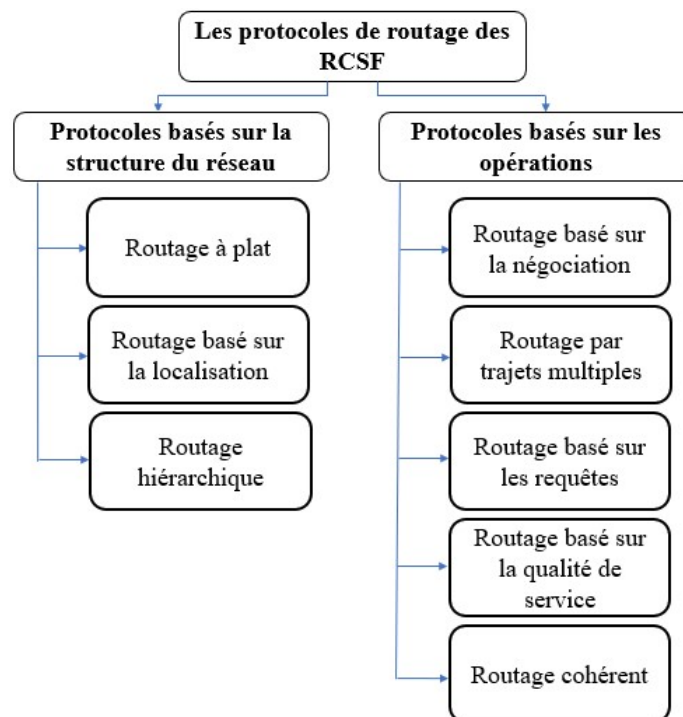 Les protocoles de routage des
RCSF
Protocoles basés sur la
structure du réseau
Routage à plat
Routage basé sur
la localisation
Routage
hiérarchique
Protocoles basés sur les
opérations
Routage basé sur
la négociation
Routage par
trajets multiples
Routage basé sur
les requêtes
Routage basé sur
la qualité de
service
Routage cohérent